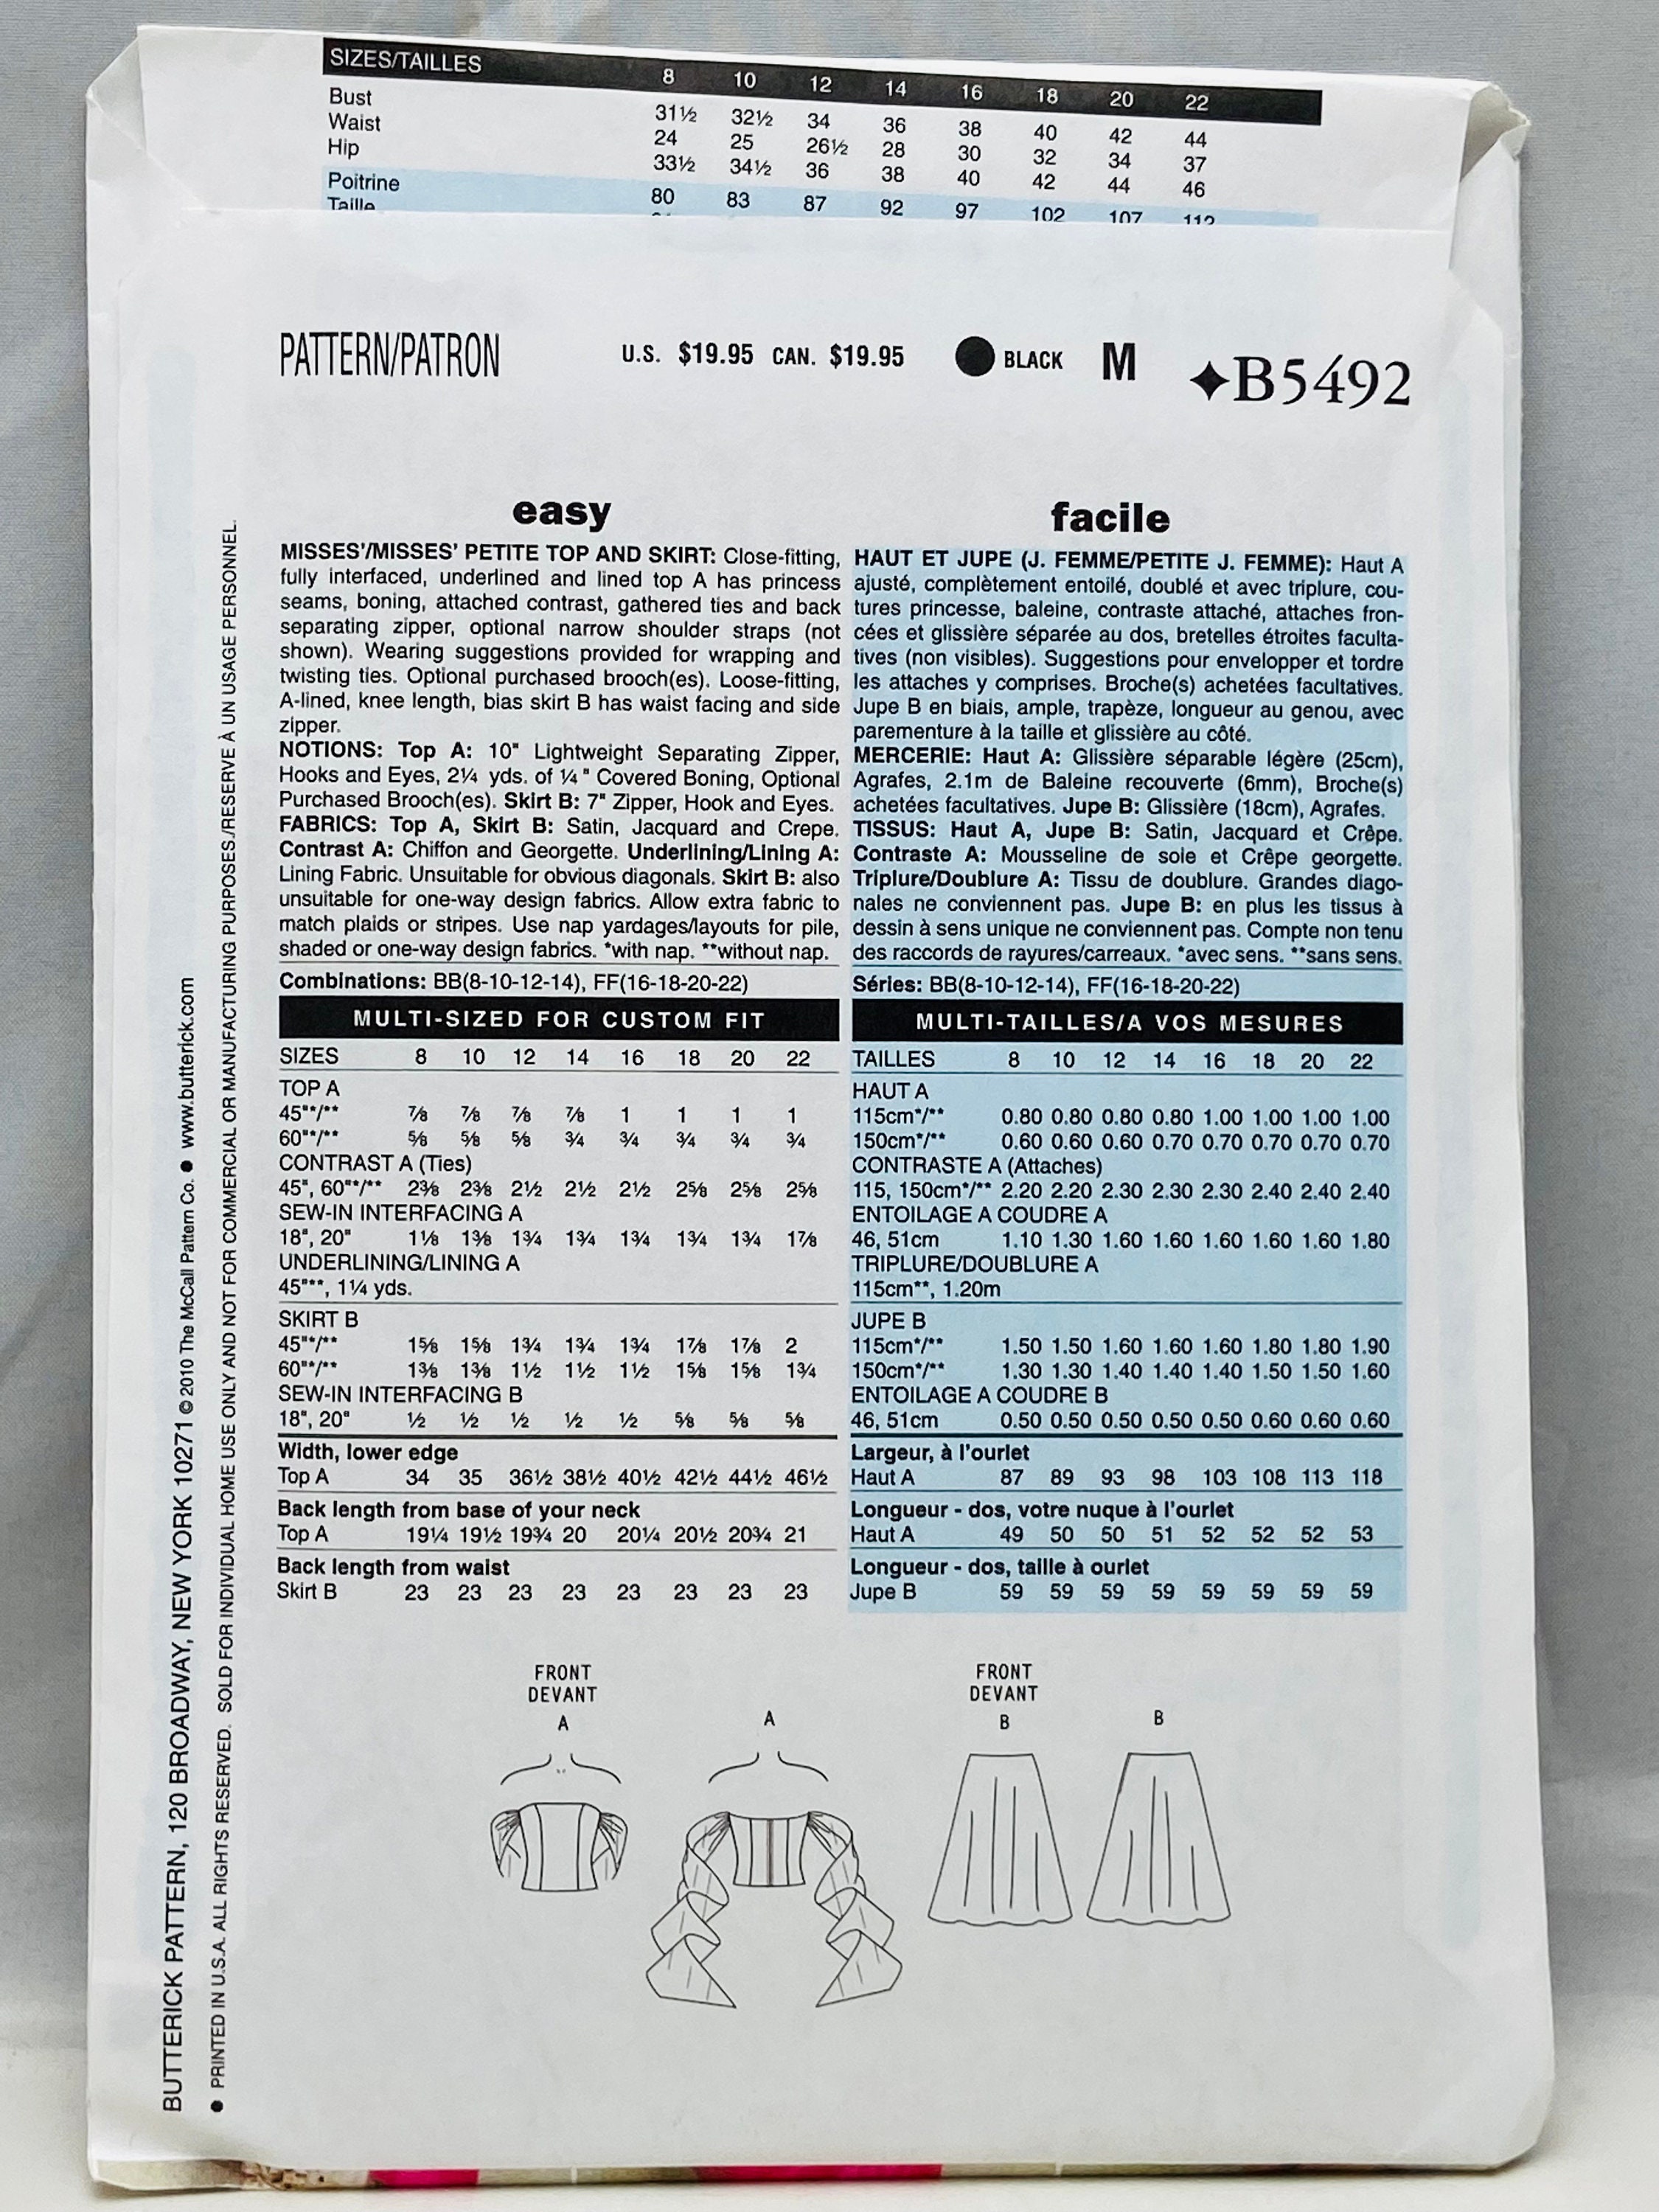 SIZES/TAILLES 8 10 12 14 16 18 20 22
Bust 31½ 32½ 34 36 38 40 42 44
Waist 24 25 26½ 28 30 32 34 37
Hip 33½ 34½ 36 38 40 42 44 46
Poitrine 80 83 87 92 97 102 107 112
Taille
PATTERN/PATRON U.S. $19.95 CAN. $19.95 BLACK M B5492
easy
MISSES'/MISSES' PETITE TOP AND SKIRT: Close-fitting,
fully interfaced, underlined and lined top A has princess
seams, boning, attached contrast, gathered ties and back
separating zipper, optional narrow shoulder straps (not
shown). Wearing suggestions provided for wrapping and
twisting ties. Optional purchased brooch(es). Loose-fitting,
A-lined, knee length, bias skirt B has waist facing and side
zipper.
NOTIONS: Top A: 10" Lightweight Separating Zipper,
Hooks and Eyes, 2¼ yds. of ¼" Covered Boning, Optional
Purchased Brooch(es). Skirt B: 7" Zipper, Hook and Eyes.
FABRICS: Top A, Skirt B: Satin, Jacquard and Crepe.
Contrast A: Chiffon and Georgette. Underlining/Lining A:
Lining Fabric. Unsuitable for obvious diagonals. Skirt B: also
unsuitable for one-way design fabrics. Allow extra fabric to
match plaids or stripes. Use nap yardages/layouts for pile,
shaded or one-way design fabrics. *with nap. **without nap.
Combinations: BB(8-10-12-14), FF(16-18-20-22)
MULTI-SIZED FOR CUSTOM FIT
SIZES 8 10 12 14 16 18 20 22
TOP A
45"*/** ⅞ ⅞ ⅞ ⅞ 1 1 1 1
60"*/** ⅝ ⅝ ⅝ ¾ ¾ ¾ ¾ ¾
CONTRAST A (Ties)
45", 60"*/** 2⅜ 2⅜ 2½ 2½ 2½ 2⅝ 2⅝ 2⅝
SEW-IN INTERFACING A
18", 20" 1⅛ 1⅜ 1¾ 1¾ 1¾ 1¾ 1¾ 1⅞
UNDERLINING/LINING A
45"**, 1¼ yds.
SKIRT B
45"*/** 1⅝ 1⅝ 1¾ 1¾ 1¾ 1⅞ 1⅞ 2
60"*/** 1⅜ 1⅜ 1½ 1½ 1½ 1⅝ 1⅝ 1¾
SEW-IN INTERFACING B
18", 20" ½ ½ ½ ½ ½ ⅝ ⅝ ⅝
Width, lower edge
Top A 34 35 36½ 38½ 40½ 42½ 44½ 46½
Back length from base of your neck
Top A 19¼ 19½ 19¾ 20 20¼ 20½ 20¾ 21
Back length from waist
Skirt B 23 23 23 23 23 23 23 23
facile
HAUT ET JUPE (J. FEMME/PETITE J. FEMME): Haut A
ajusté, complètement entoilé, doublé et avec triplure, cou-
tures princesse, baleine, contraste attaché, attaches fron-
cées et glissière séparée au dos, bretelles étroites faculta-
tives (non visibles). Suggestions pour envelopper et tordre
les attaches y comprises. Broche(s) achetées facultatives.
Jupe B en biais, ample, trapèze, longueur au genou, avec
parementure à la taille et glissière au côté.
MERCERIE: Haut A: Glissière séparable légère (25cm),
Agrafes, 2.1m de Baleine recouverte (6mm), Broche(s)
achetées facultatives. Jupe B: Glissière (18cm), Agrafes.
TISSUS: Haut A, Jupe B: Satin, Jacquard et Crêpe.
Contraste A: Mousseline de soie et Crêpe georgette.
Triplure/Doublure A: Tissu de doublure. Grandes diago-
nales ne conviennent pas. Jupe B: en plus les tissus à
dessin à sens unique ne conviennent pas. Compte non tenu
des raccords de rayures/carreaux. *avec sens. **sans sens.
Séries: BB(8-10-12-14), FF(16-18-20-22)
MULTI-TAILLES/A VOS MESURES
TAILLES 8 10 12 14 16 18 20 22
HAUT A
115cm*/** 0.80 0.80 0.80 0.80 1.00 1.00 1.00 1.00
150cm*/** 0.60 0.60 0.60 0.70 0.70 0.70 0.70 0.70
CONTRASTE A (Attaches)
115, 150cm*/** 2.20 2.20 2.30 2.30 2.30 2.40 2.40 2.40
ENTOILAGE A COUDRE A
46, 51cm 1.10 1.30 1.60 1.60 1.60 1.60 1.60 1.80
TRIPLURE/DOUBLURE A
115cm**, 1.20m
JUPE B
115cm*/** 1.50 1.50 1.60 1.60 1.60 1.80 1.80 1.90
150cm*/** 1.30 1.30 1.40 1.40 1.40 1.50 1.50 1.60
ENTOILAGE A COUDRE B
46, 51cm 0.50 0.50 0.50 0.50 0.50 0.60 0.60 0.60
Largeur, à l'ourlet
Haut A 87 89 93 98 103 108 113 118
Longueur - dos, votre nuque à l'ourlet
Haut A 49 50 50 51 52 52 52 53
Longueur - dos, taille à ourlet
Jupe B 59 59 59 59 59 59 59 59
FRONT
DEVANT
A
A
FRONT
DEVANT
B
B
BUTTERICK PATTERN, 120 BROADWAY, NEW YORK 10271 © 2010 The McCall Pattern Co. ● www.butterick.com
● PRINTED IN U.S.A. ALL RIGHTS RESERVED. SOLD FOR INDIVIDUAL HOME USE ONLY AND NOT FOR COMMERCIAL OR MANUFACTURING PURPOSES./RESERVE À UN USAGE PERSONNEL.